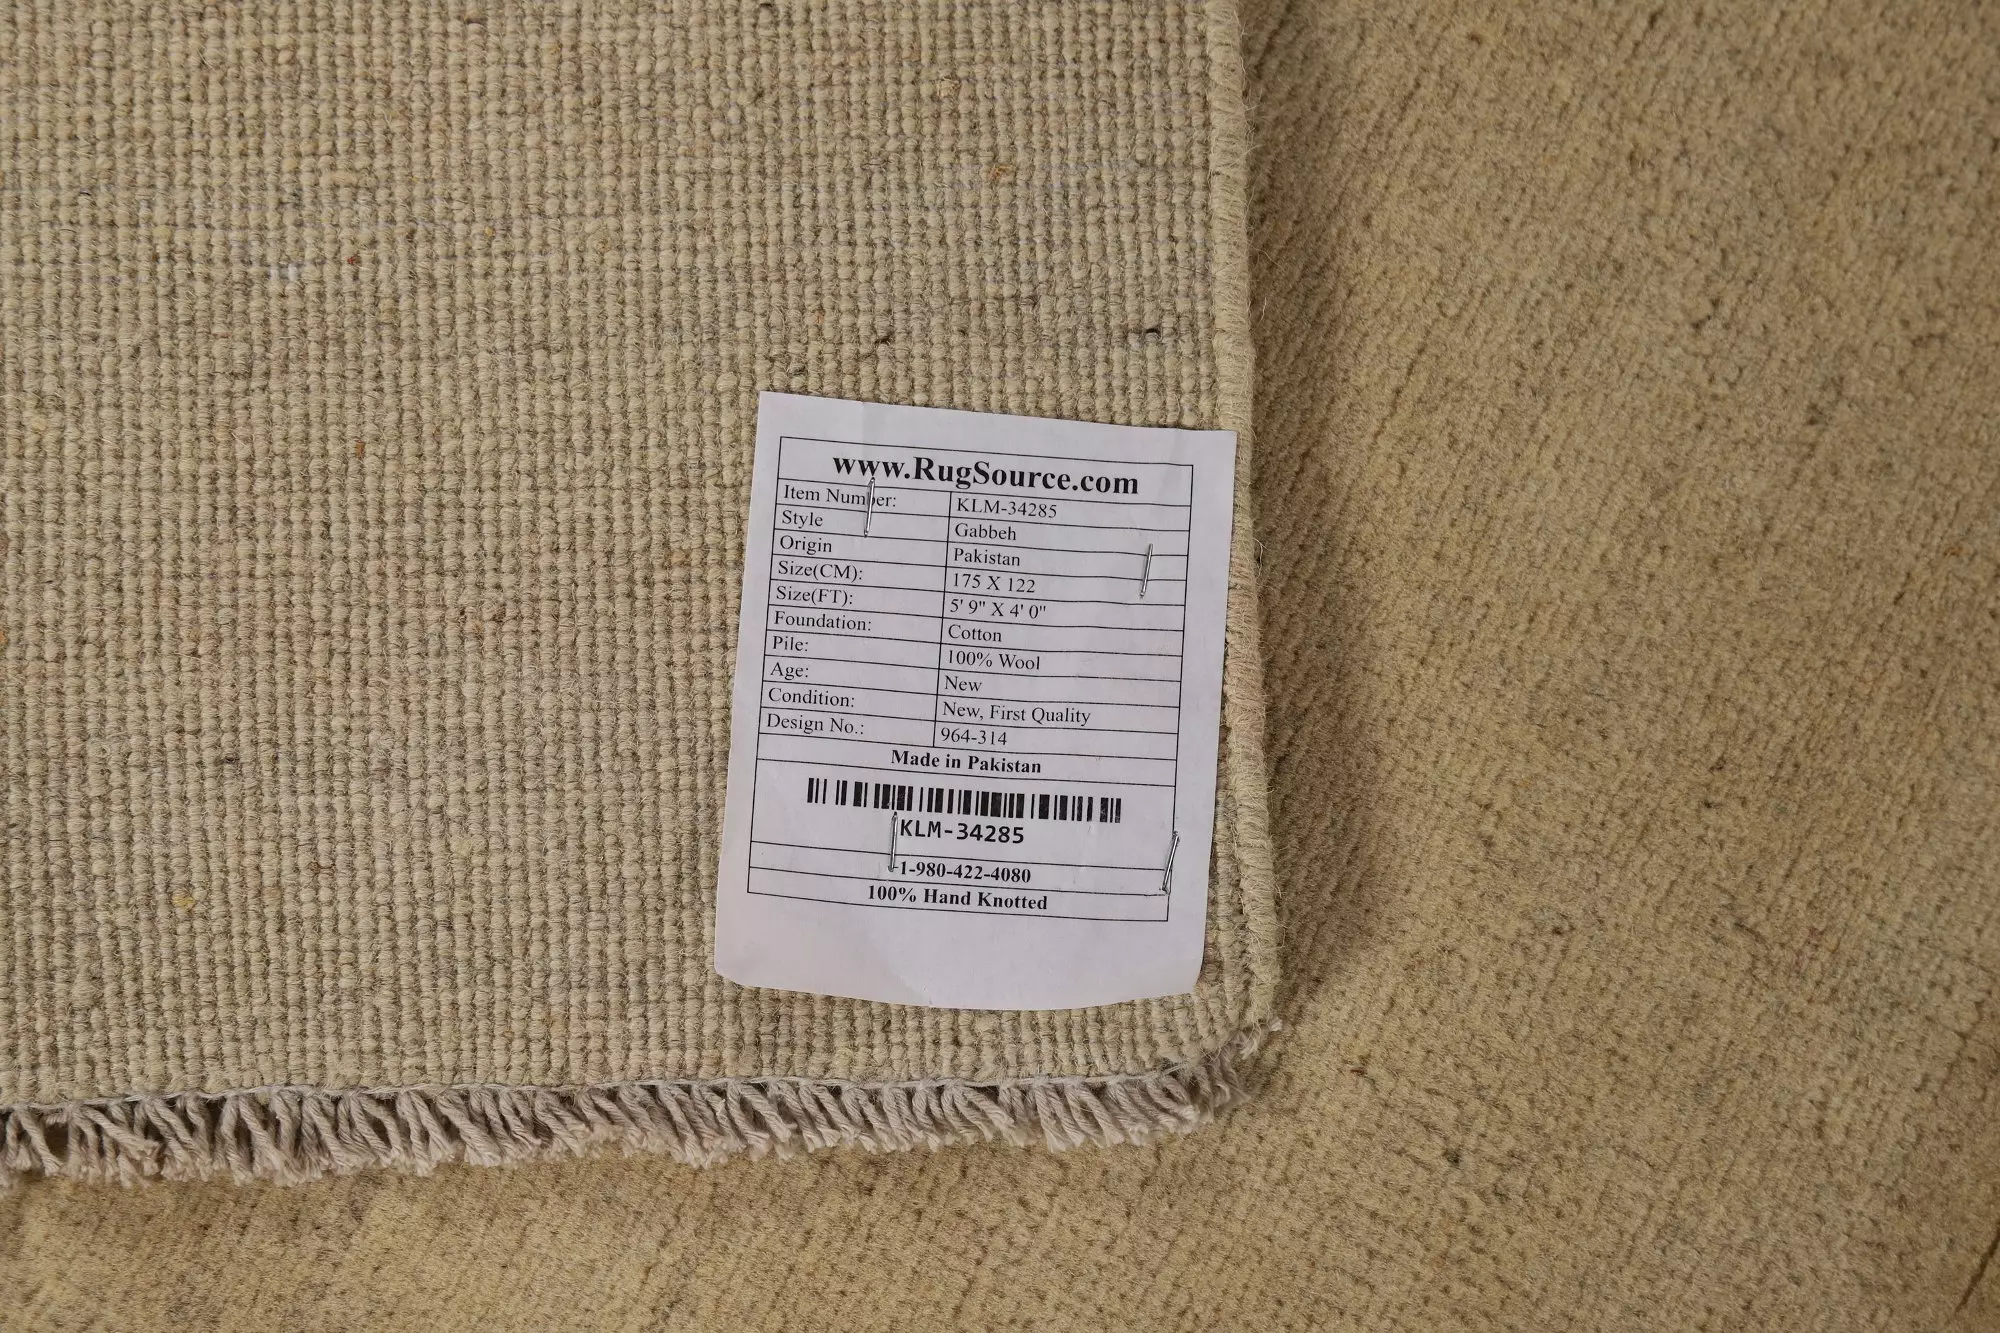 www.RugSource.com
Item Number: KLM-34285
Style Gabbeh
Origin Pakistan
Size(CM): 175 X 122
Size(FT): 5' 9" X 4' 0"
Foundation: Cotton
Pile: 100% Wool
Age: New
Condition: New, First Quality
Design No.: 964-314
Made in Pakistan
KLM-34285
1-980-422-4080
100% Hand Knotted